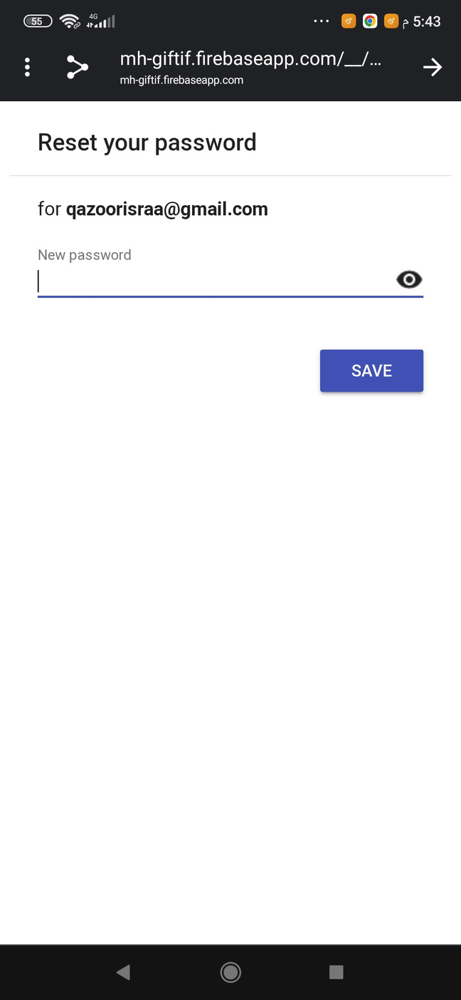 55
4G
... م 5:43
mh-giftif.firebaseapp.com/__/...
mh-giftif.firebaseapp.com
Reset your password
for qazoorisraa@gmail.com
New password
SAVE